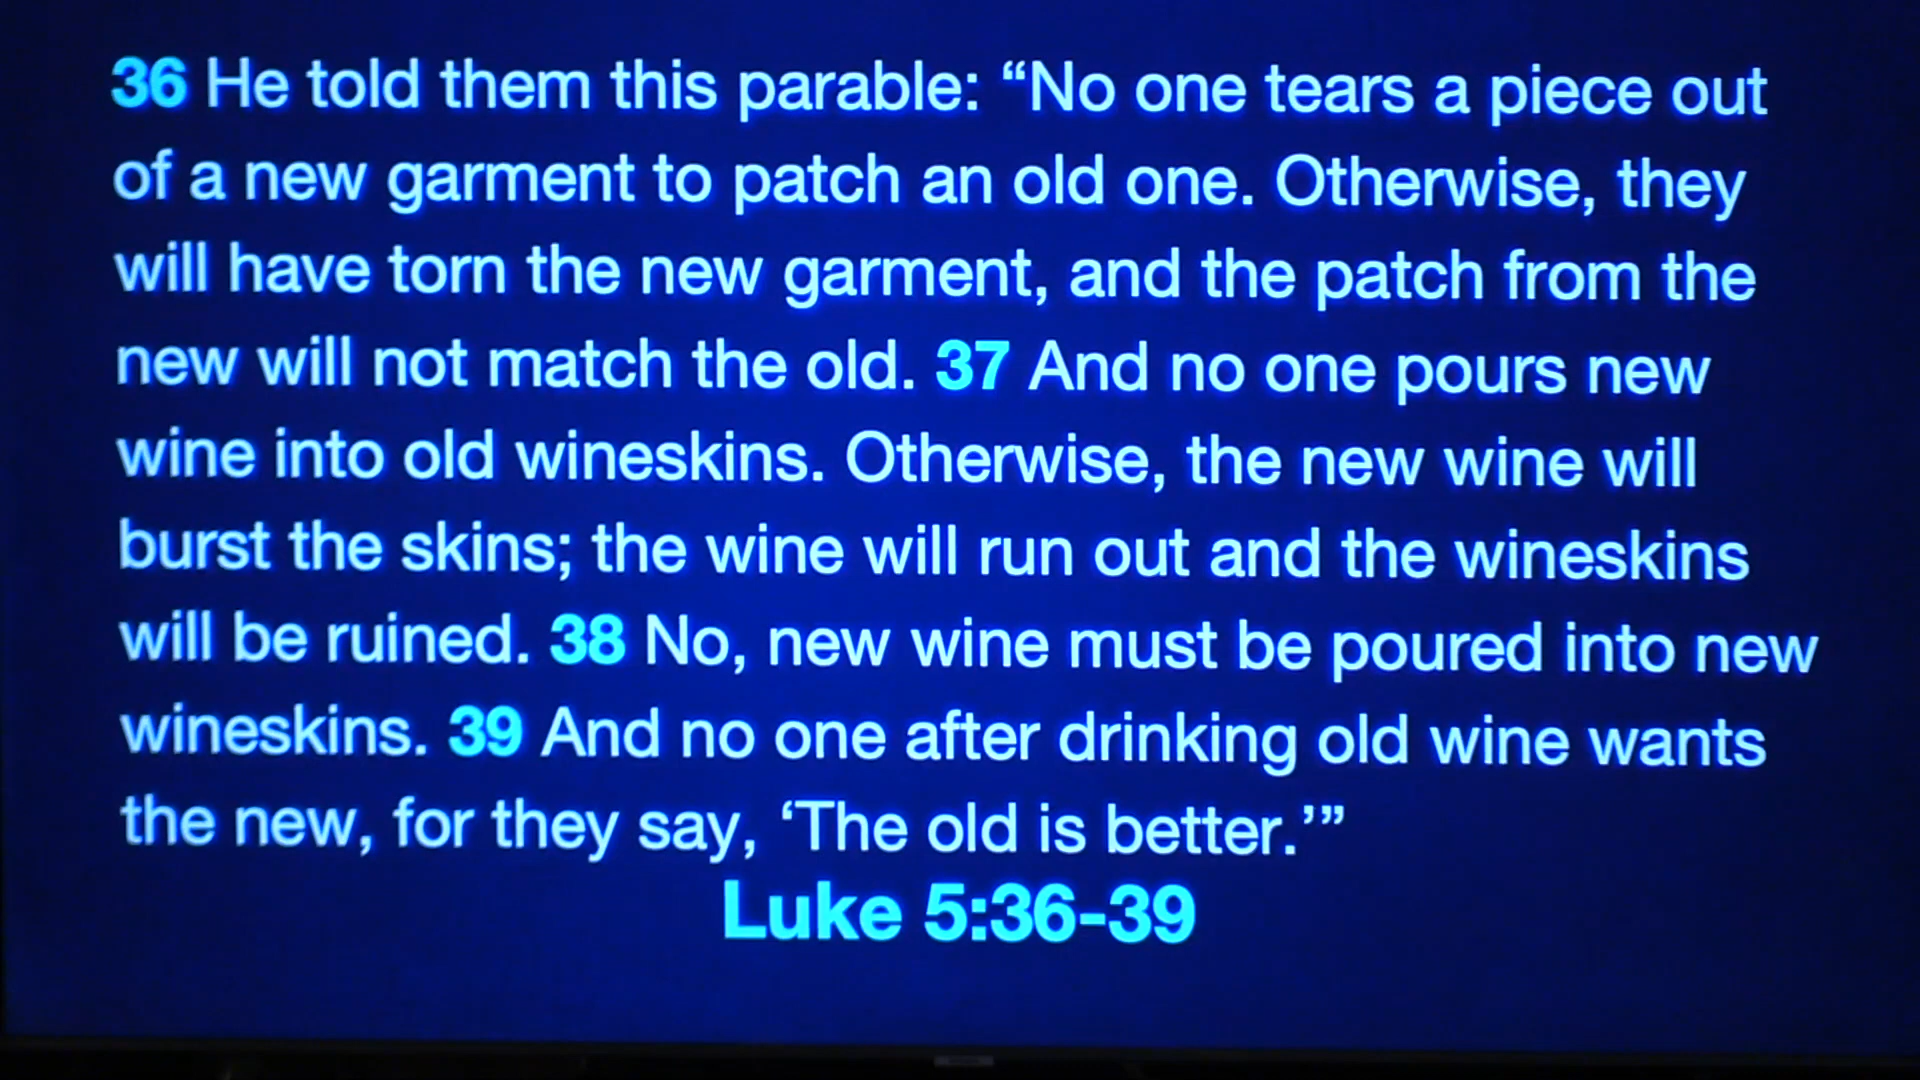 36 He told them this parable: “No one tears a piece out
of a new garment to patch an old one. Otherwise, they
will have torn the new garment, and the patch from the
new will not match the old. 37 And no one pours new
wine into old wineskins. Otherwise, the new wine will
burst the skins; the wine will run out and the wineskins
will be ruined. 38 No, new wine must be poured into new
wineskins. 39 And no one after drinking old wine wants
the new, for they say, ‘The old is better.’”
Luke 5:36-39